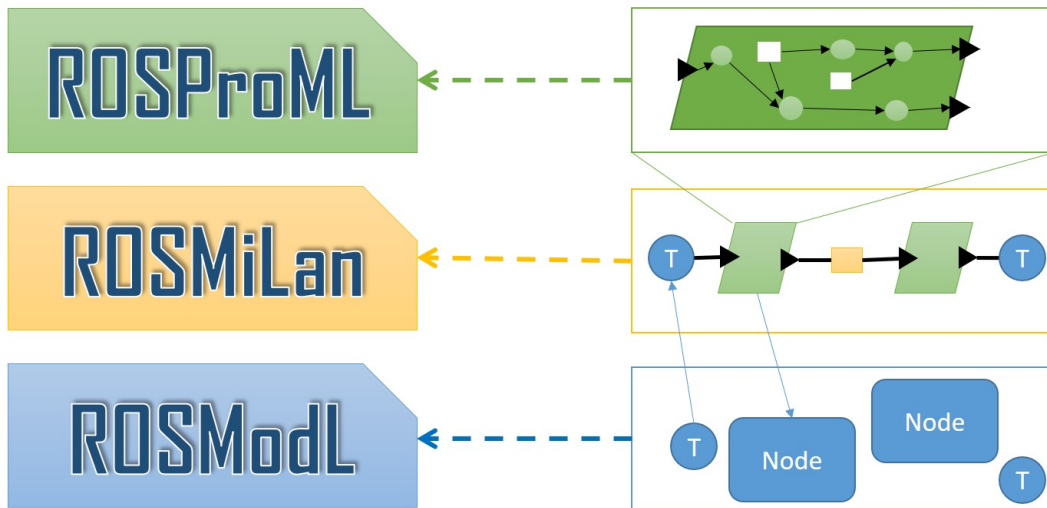 ROSProML
ROSMiLan
T
T
ROSModL
T
Node
Node
T